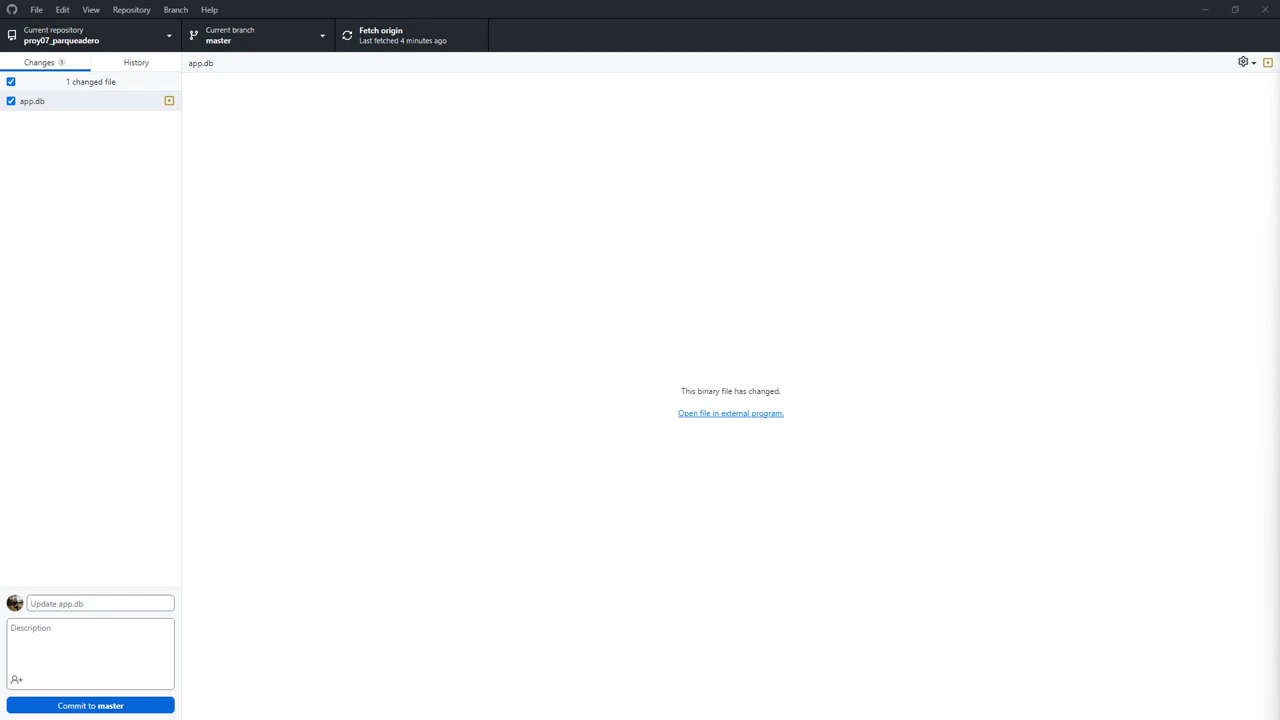 File Edit View Repository Branch Help
Current repository
proy07_parqueadero
Current branch
master
Fetch origin
Last fetched 4 minutes ago
Changes 1
History
app.db
1 changed file
app.db
This binary file has changed.
Open file in external program.
Update app.db
Description
Commit to master